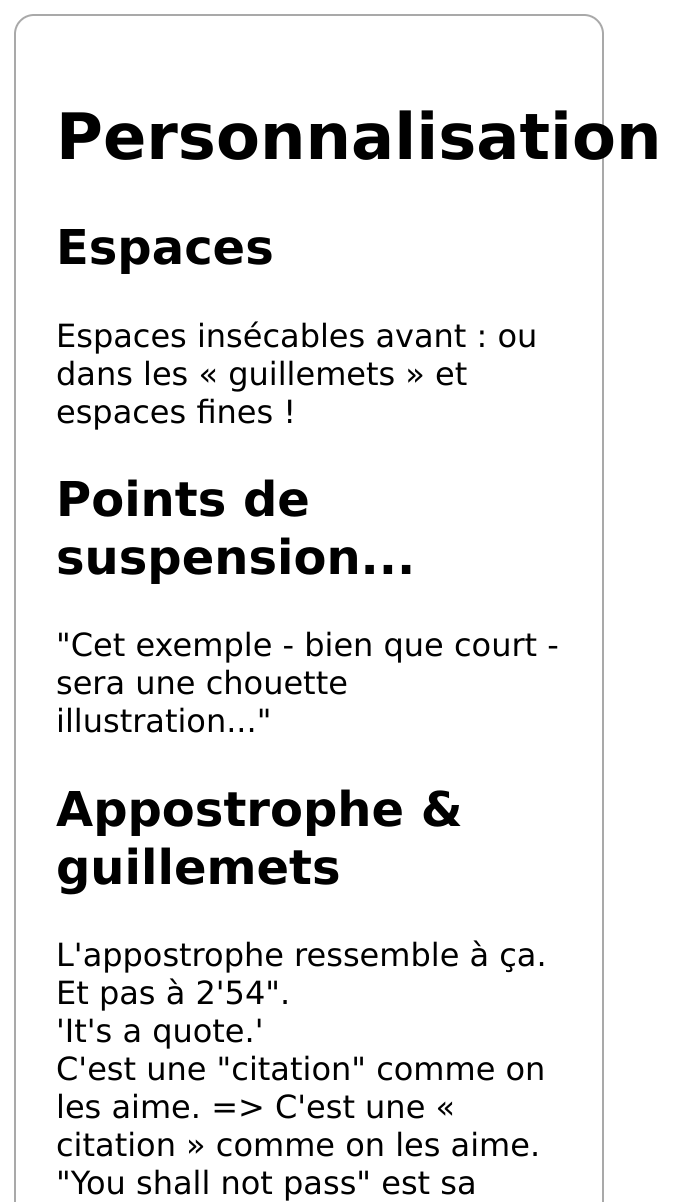 Personnalisation
Espaces
Espaces insécables avant : ou
dans les « guillemets » et
espaces fines !
Points de
suspension...
"Cet exemple - bien que court -
sera une chouette
illustration..."
Appostrophe &
guillemets
L'appostrophe ressemble à ça.
Et pas à 2'54".
'It's a quote.'
C'est une "citation" comme on
les aime. => C'est une «
citation » comme on les aime.
"You shall not pass" est sa